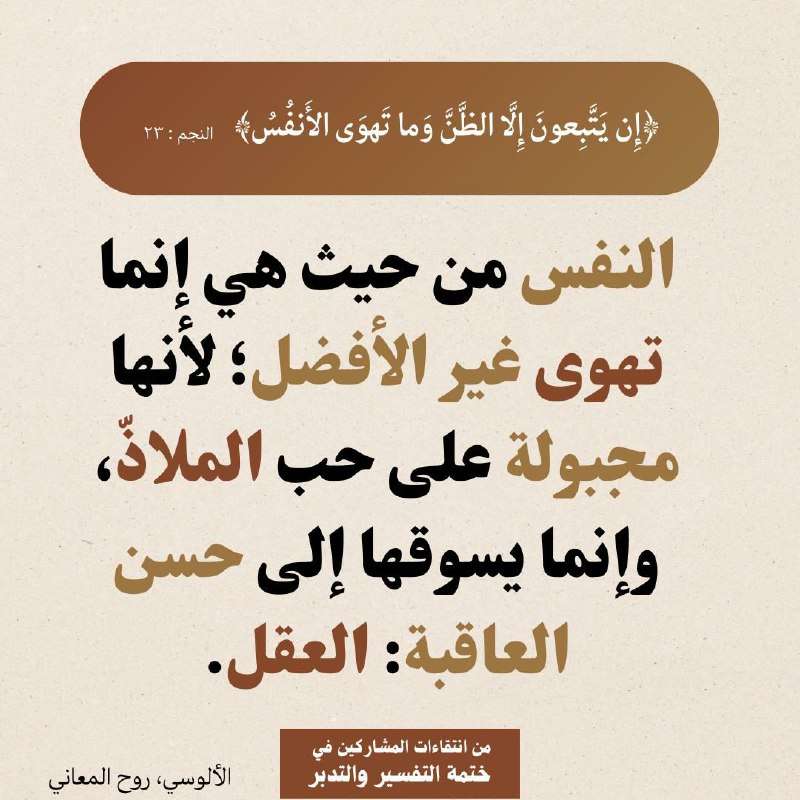 ﴿إِن يَتَّبِعونَ إِلَّا الظَّنَّ وَما تَهوَى الأَنفُسُ﴾ النجم : ٢٣
النفس من حيث هي إنما
تهوى غير الأفضل؛ لأنها
مجبولة على حب الملاذّ،
وإنما يسوقها إلى حسن
العاقبة: العقل.
من انتقاءات المشاركين في
ختمة التفسير والتدبر
الألوسي، روح المعاني